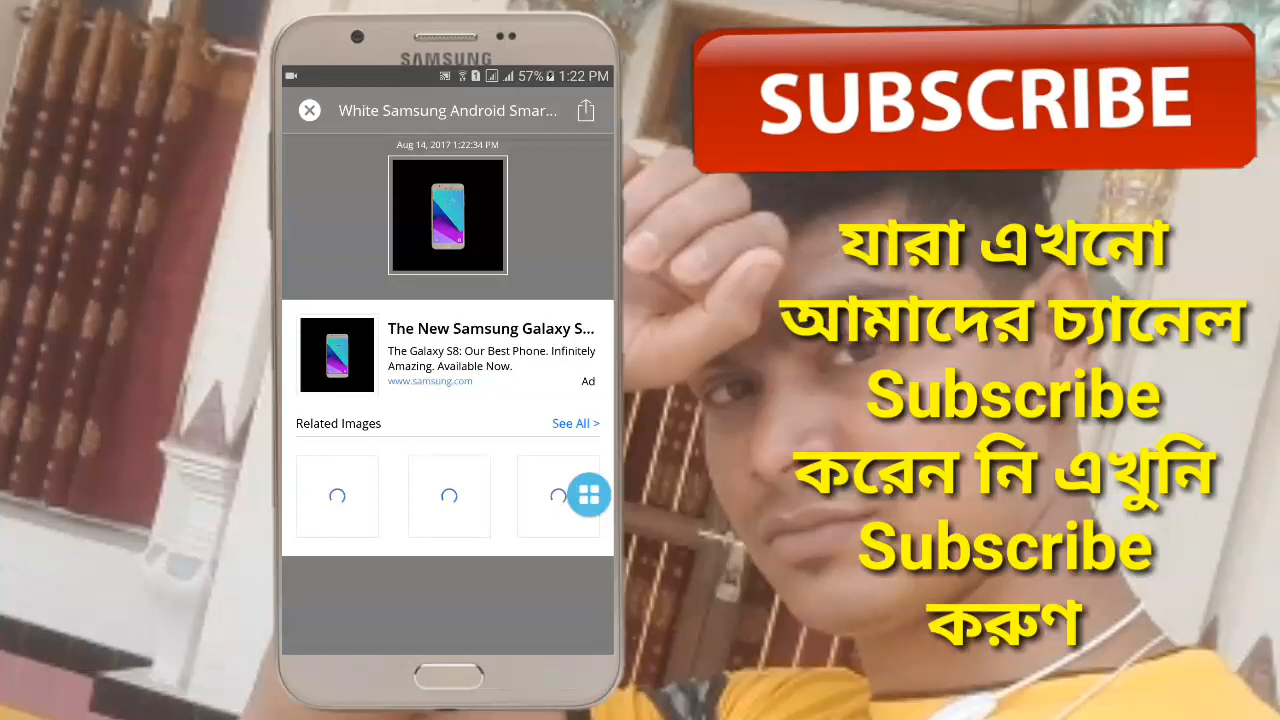 SAMSUNG
57% 1:22 PM
White Samsung Android Smar...
Aug 14, 2017 1:22:34 PM
The New Samsung Galaxy S...
The Galaxy S8: Our Best Phone. Infinitely
Amazing. Available Now.
www.samsung.com Ad
Related Images See All >
SUBSCRIBE
যারা এখনো
আমাদের চ্যানেল
Subscribe
করেন নি এখুনি
Subscribe
করুণ